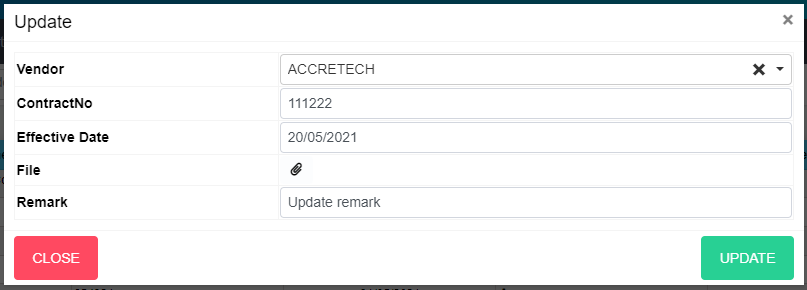 Update ×
Vendor ACCRETECH
ContractNo 111222
Effective Date 20/05/2021
File
Remark Update remark
CLOSE UPDATE